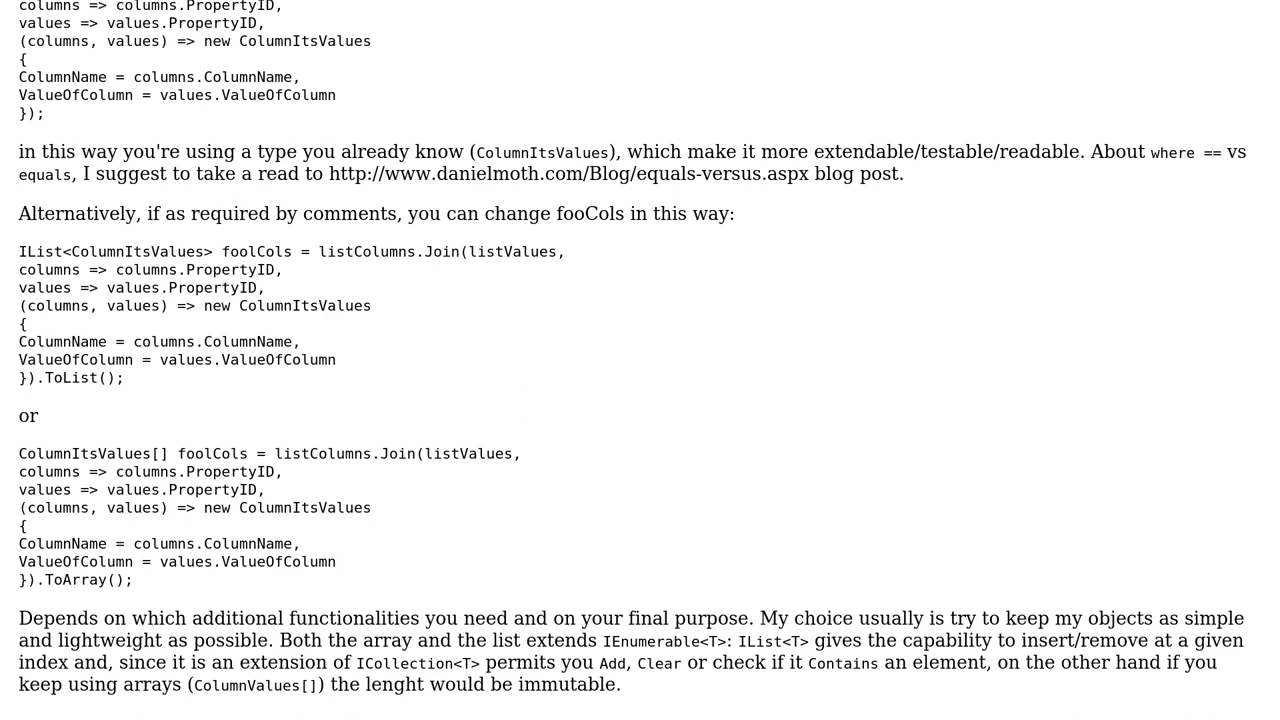 columns => columns.PropertyID,
values => values.PropertyID,
(columns, values) => new ColumnItsValues
{
ColumnName = columns.ColumnName,
ValueOfColumn = values.ValueOfColumn
});
in this way you're using a type you already know (ColumnItsValues), which make it more extendable/testable/readable. About where == vs
equals, I suggest to take a read to http://www.danielmoth.com/Blog/equals-versus.aspx blog post.
Alternatively, if as required by comments, you can change fooCols in this way:
IList<ColumnItsValues> foolCols = listColumns.Join(listValues,
columns => columns.PropertyID,
values => values.PropertyID,
(columns, values) => new ColumnItsValues
{
ColumnName = columns.ColumnName,
ValueOfColumn = values.ValueOfColumn
}).ToList();
or
ColumnItsValues[] foolCols = listColumns.Join(listValues,
columns => columns.PropertyID,
values => values.PropertyID,
(columns, values) => new ColumnItsValues
{
ColumnName = columns.ColumnName,
ValueOfColumn = values.ValueOfColumn
}).ToArray();
Depends on which additional functionalities you need and on your final purpose. My choice usually is try to keep my objects as simple
and lightweight as possible. Both the array and the list extends IEnumerable<T>: IList<T> gives the capability to insert/remove at a given
index and, since it is an extension of ICollection<T> permits you Add, Clear or check if it Contains an element, on the other hand if you
keep using arrays (ColumnValues[]) the lenght would be immutable.